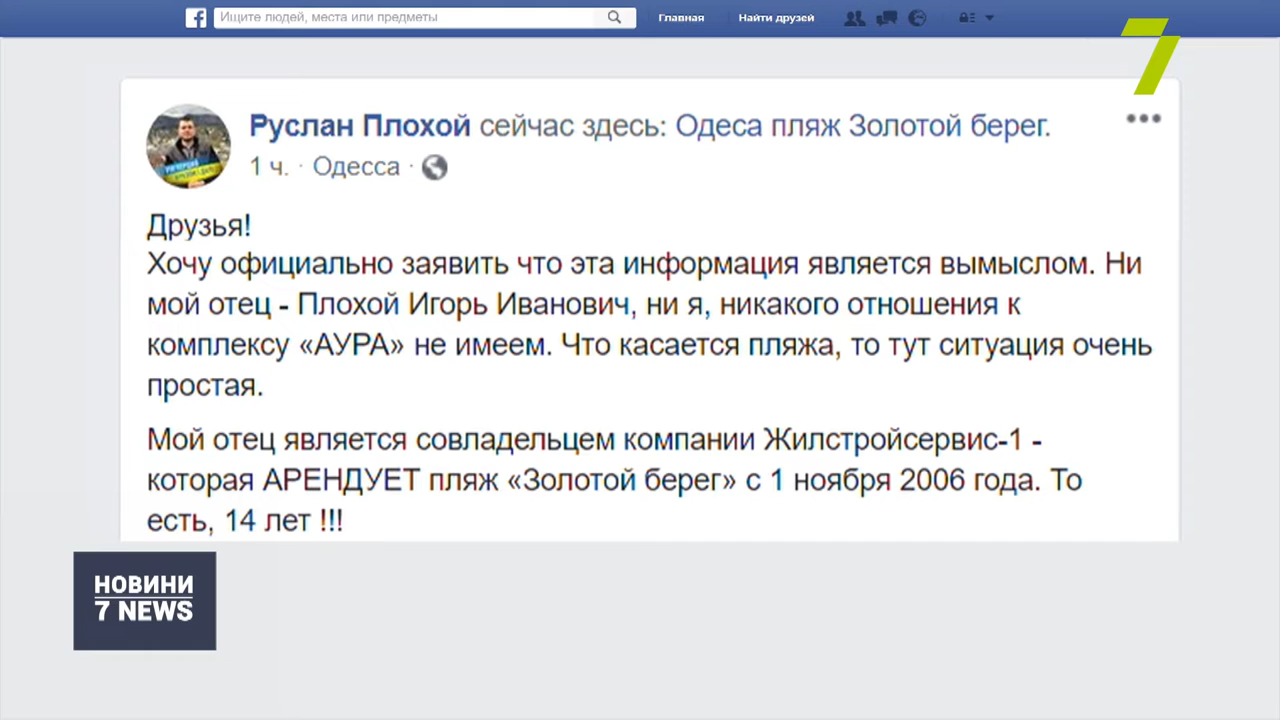 Ищите людей, места или предметы
Главная
Найти друзей
7
Руслан Плохой сейчас здесь: Одеса пляж Золотой берег.
1 ч. · Одесса ·
Друзья!
Хочу официально заявить что эта информация является вымыслом. Ни
мой отец - Плохой Игорь Иванович, ни я, никакого отношения к
комплексу «АУРА» не имеем. Что касается пляжа, то тут ситуация очень
простая.
Мой отец является совладельцем компании Жилстройсервис-1 -
которая АРЕНДУЕТ пляж «Золотой берег» с 1 ноября 2006 года. То
есть, 14 лет !!!
НОВИНИ
7 NEWS